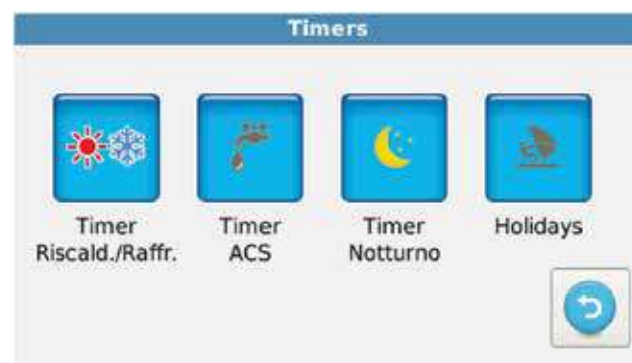 Timers
Timer
Riscald./Raffr.
Timer
ACS
Timer
Notturno
Holidays